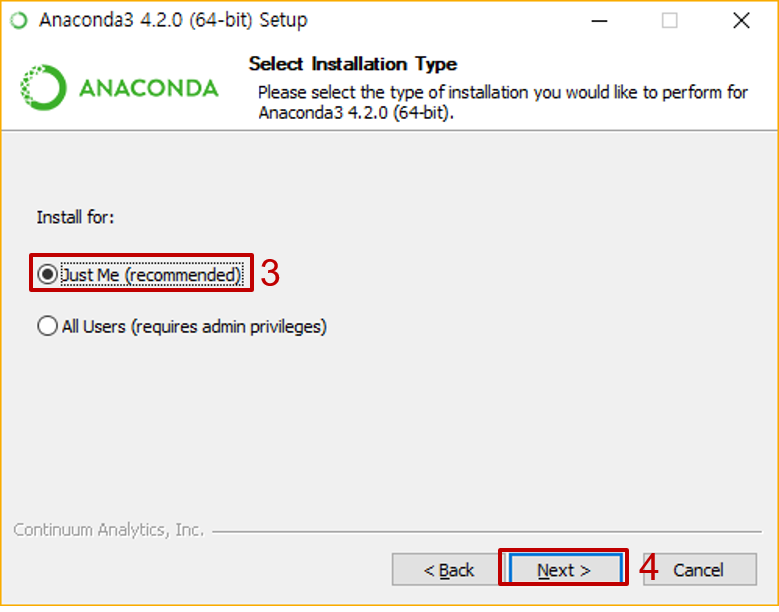 Anaconda3 4.2.0 (64-bit) Setup
ANACONDA
Select Installation Type
Please select the type of installation you would like to perform for
Anaconda3 4.2.0 (64-bit).
Install for:
Just Me (recommended) 3
All Users (requires admin privileges)
Continuum Analytics, Inc.
< Back Next > 4 Cancel